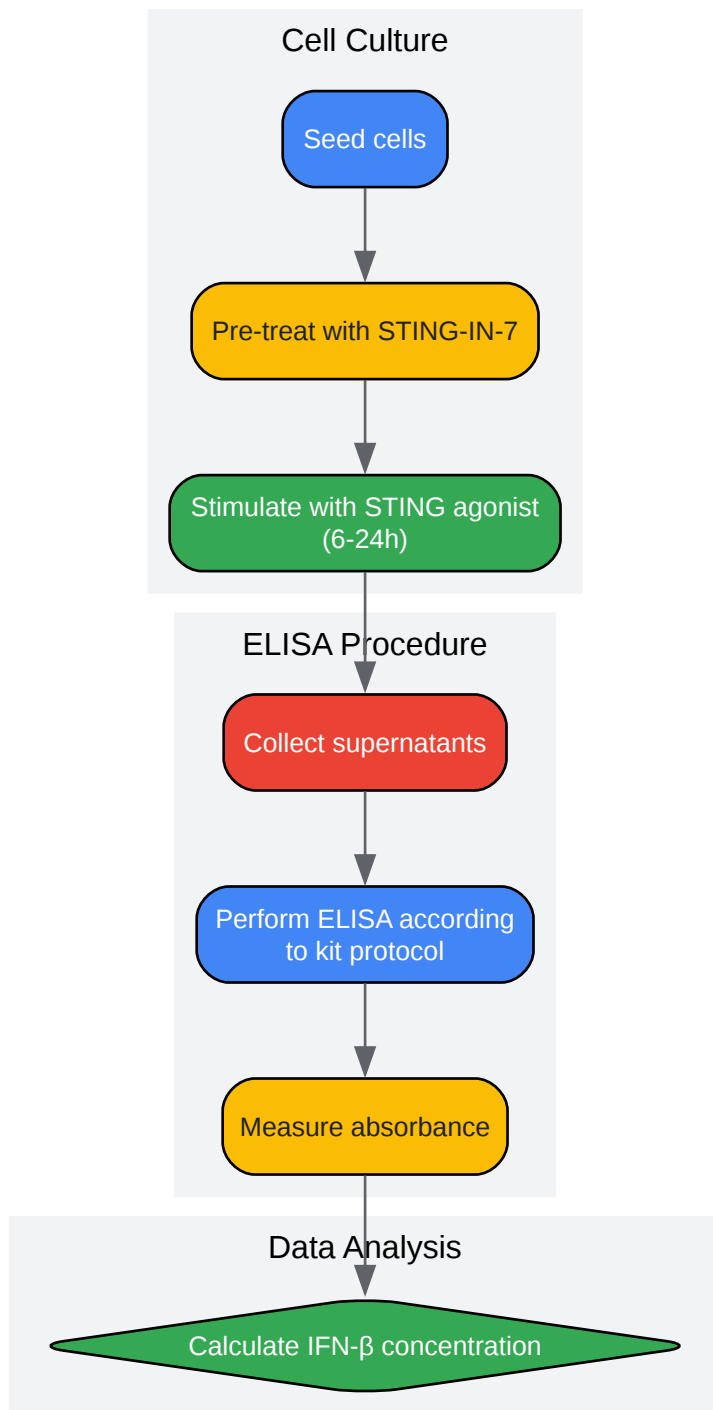 Cell Culture
Seed cells
Pre-treat with STING-IN-7
Stimulate with STING agonist
(6-24h)
ELISA Procedure
Collect supernatants
Perform ELISA according
to kit protocol
Measure absorbance
Data Analysis
Calculate IFN-β concentration